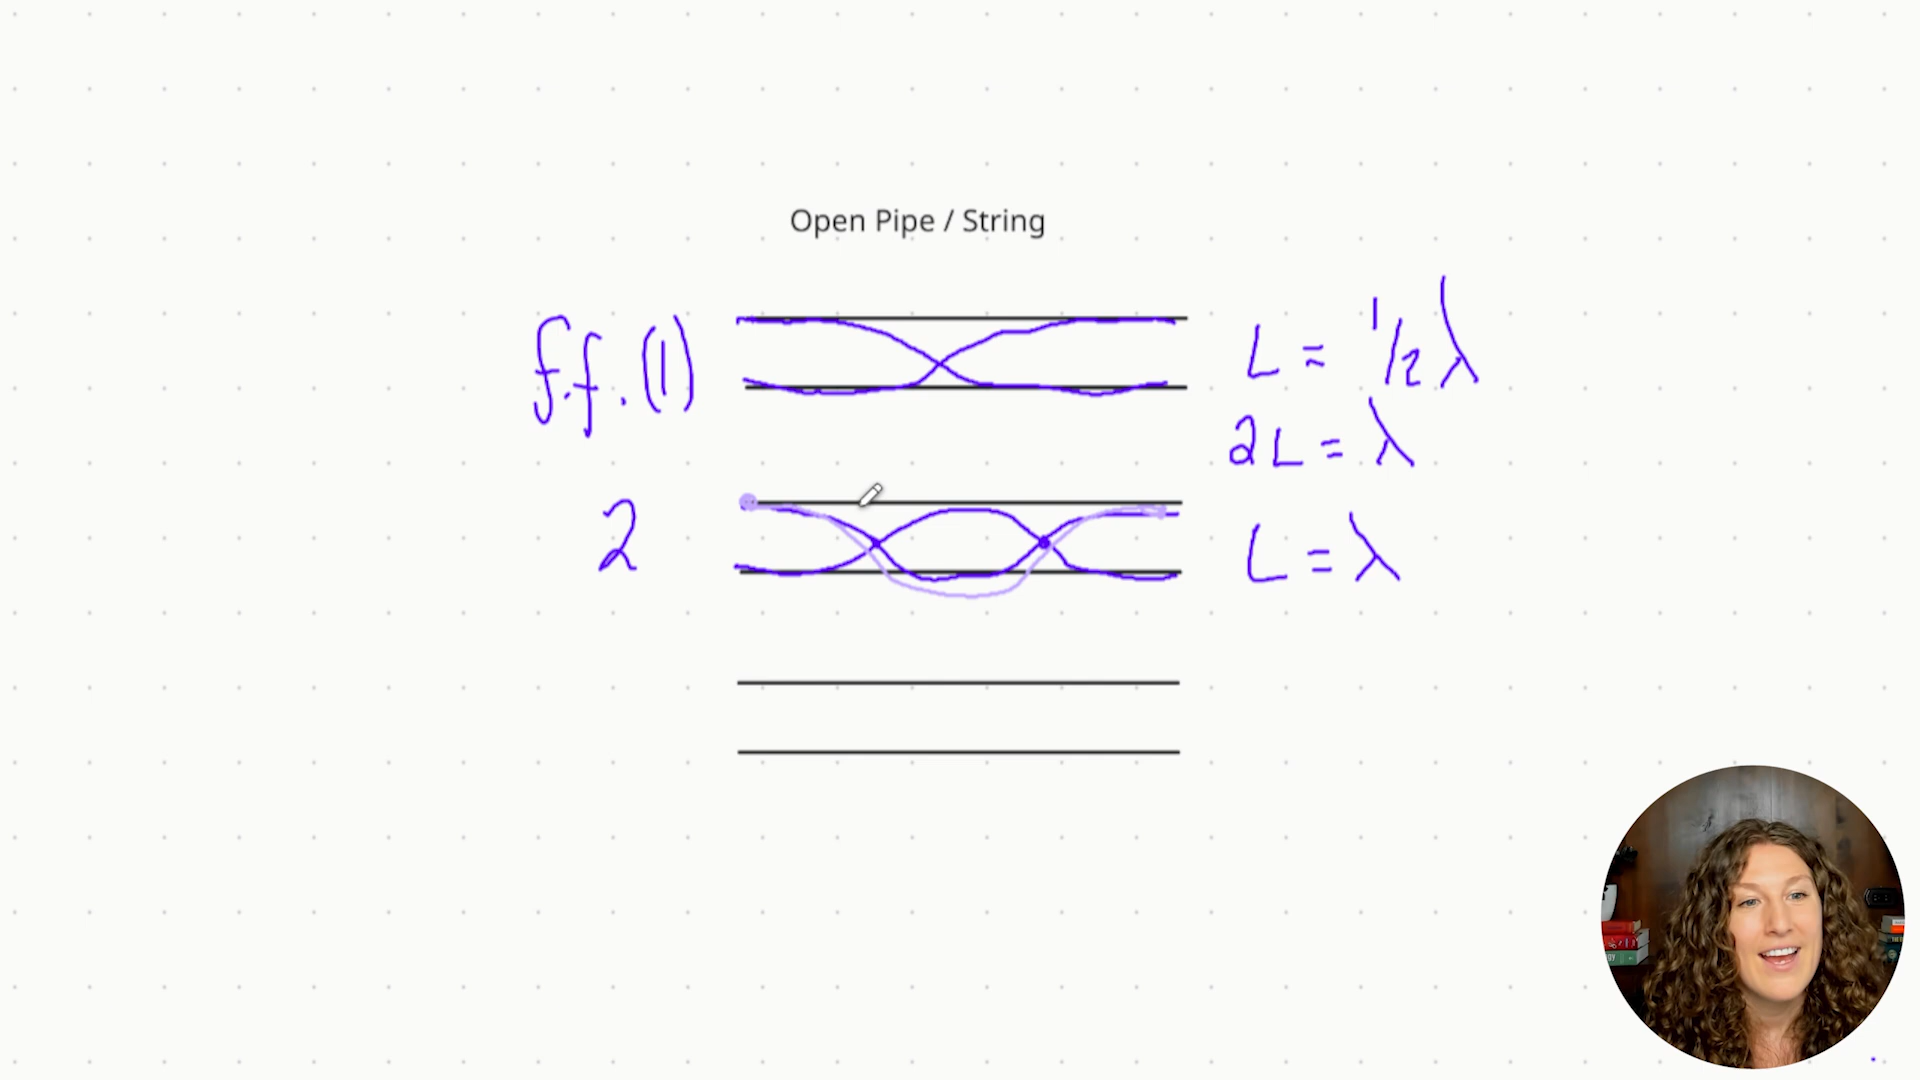 Open Pipe / String
f.f.(1)
L = 1/2 λ
2L = λ
2
L = λ